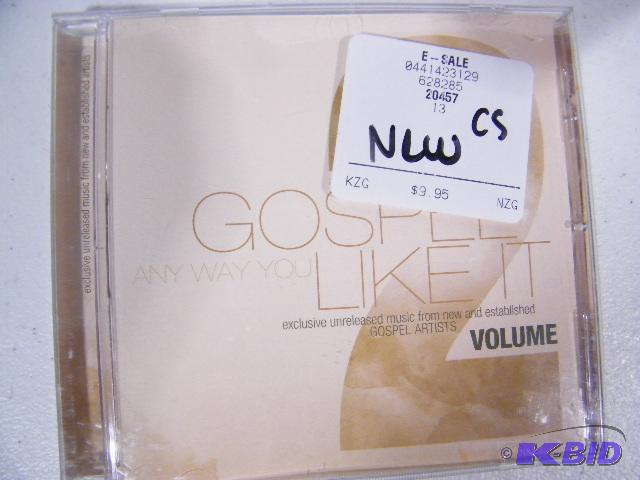 exclusive unreleased music from new and established artists
E-SALE
0441423129
628285
20457
13
NEW CS
KZG $9.95 NZG
GOSPEL
ANY WAY YOU LIKE IT
exclusive unreleased music from new and established
GOSPEL ARTISTS
VOLUME
2
© K-BID